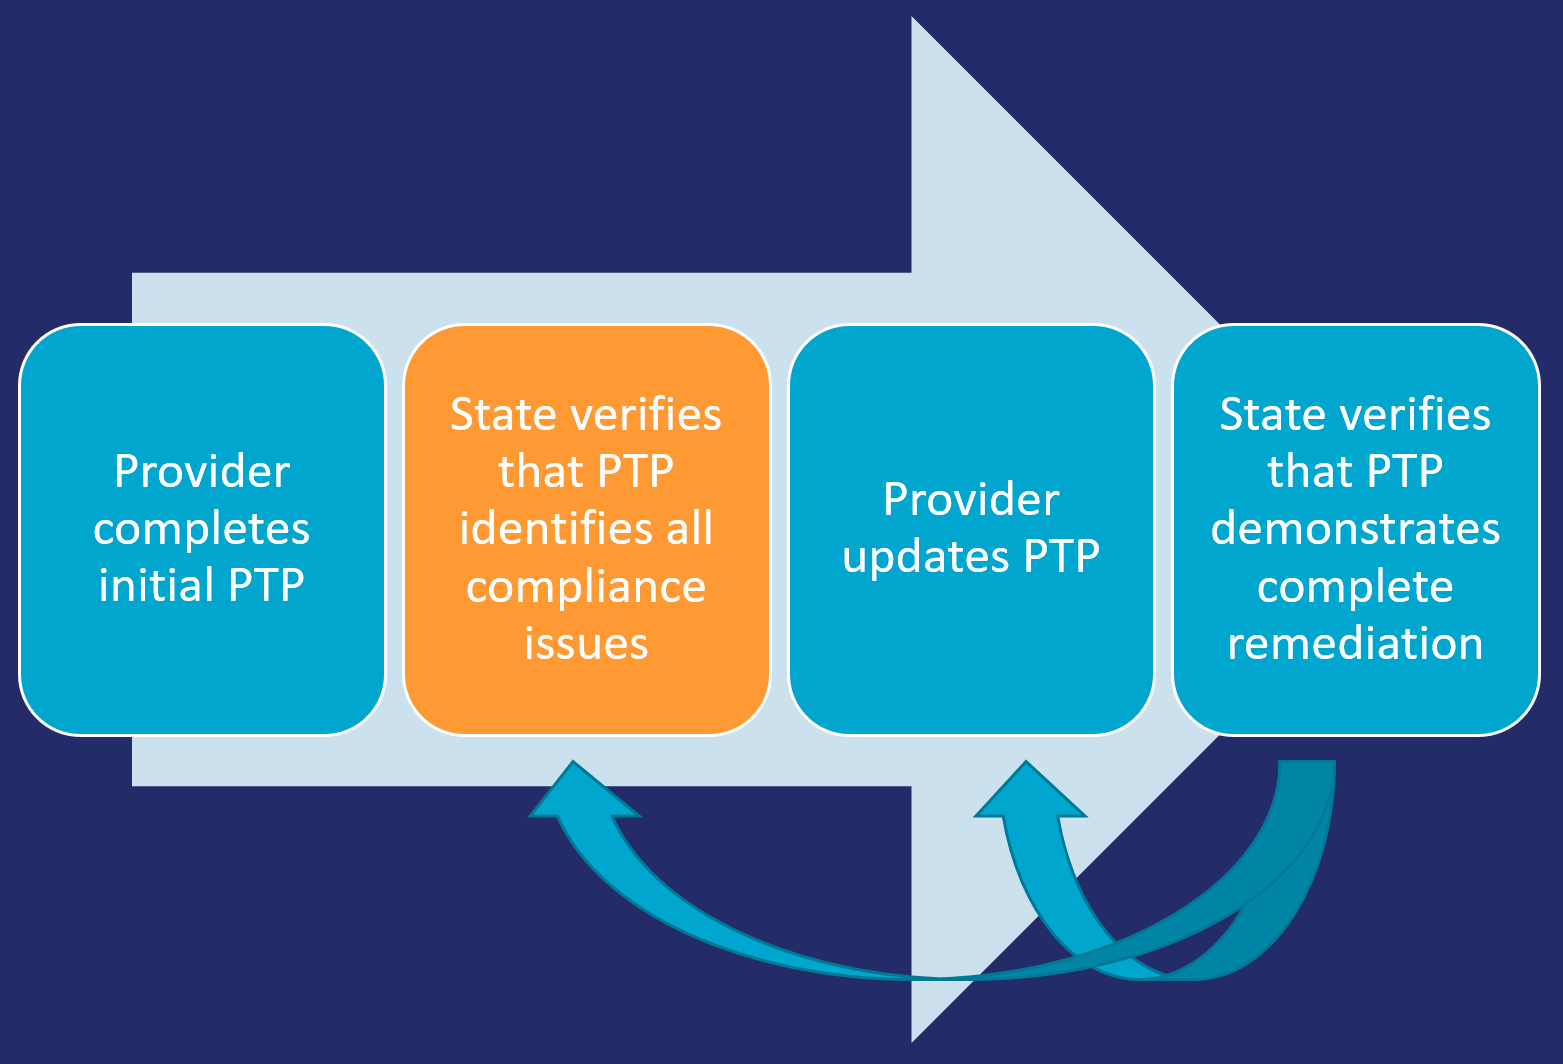 Provider
completes
initial PTP
State verifies
that PTP
identifies all
compliance
issues
Provider
updates PTP
State verifies
that PTP
demonstrates
complete
remediation